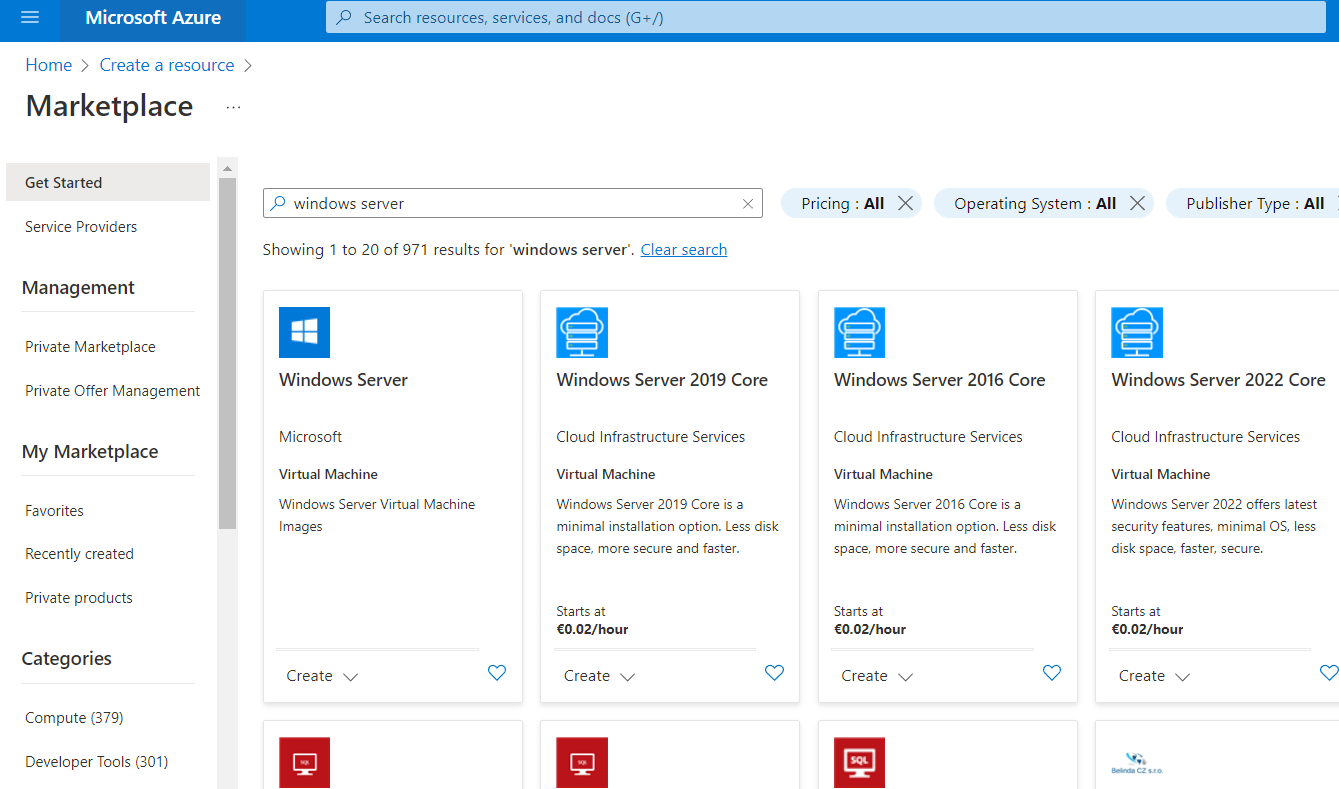 Microsoft Azure
Search resources, services, and docs (G+/)
Home
Create a resource
Marketplace
...
Get Started
Service Providers
Management
Private Marketplace
Private Offer Management
My Marketplace
Favorites
Recently created
Private products
Categories
Compute (379)
Developer Tools (301)
windows server
Pricing : All
Operating System : All
Publisher Type : All
Showing 1 to 20 of 971 results for 'windows server'. Clear search
Windows Server
Microsoft
Virtual Machine
Windows Server Virtual Machine
Images
Create
Windows Server 2019 Core
Cloud Infrastructure Services
Virtual Machine
Windows Server 2019 Core is a
minimal installation option. Less disk
space, more secure and faster.
Starts at
€0.02/hour
Create
Windows Server 2016 Core
Cloud Infrastructure Services
Virtual Machine
Windows Server 2016 Core is a
minimal installation option. Less disk
space, more secure and faster.
Starts at
€0.02/hour
Create
Windows Server 2022 Core
Cloud Infrastructure Services
Virtual Machine
Windows Server 2022 offers latest
security features, minimal OS, less
disk space, faster, secure.
Starts at
€0.02/hour
Create
SQL
SQL
SQL
Belinda CZ s.r.o.